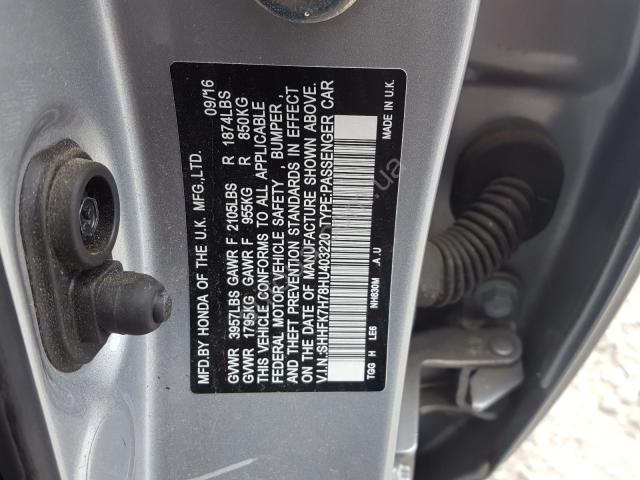 MFD.BY HONDA OF THE U.K. MFG.,LTD. 09/16
GVWR 3957LBS GAWR F 2105LBS R 1874LBS
GVWR 1795KG GAWR F 955KG R 850KG
THIS VEHICLE CONFORMS TO ALL APPLICABLE
FEDERAL MOTOR VEHICLE SAFETY, BUMPER,
AND THEFT PREVENTION STANDARDS IN EFFECT
ON THE DATE OF MANUFACTURE SHOWN ABOVE.
V.I.N.:SHHFK7H78HU403220 TYPE:PASSENGER CAR
TGG H LE6 NH830M .A.U MADE IN U.K.